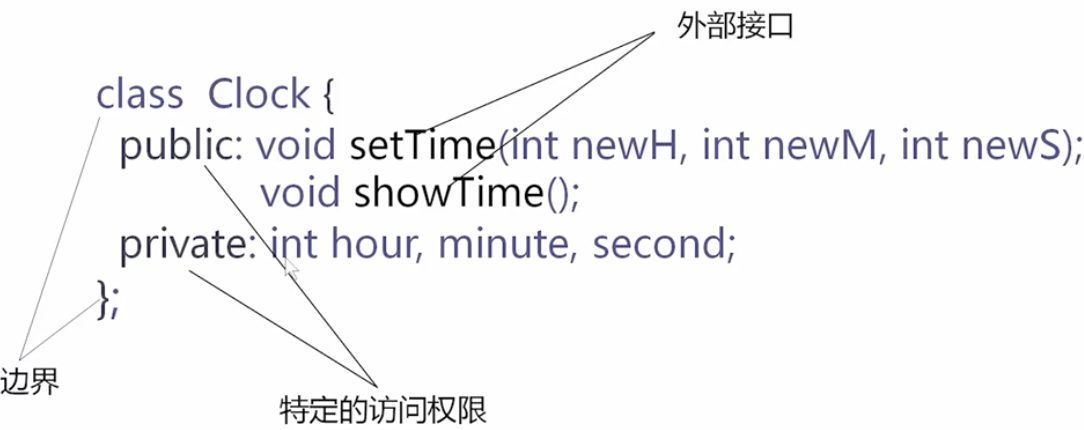 外部接口
class Clock {
public: void setTime(int newH, int newM, int newS);
void showTime();
private: int hour, minute, second;
};
边界
特定的访问权限